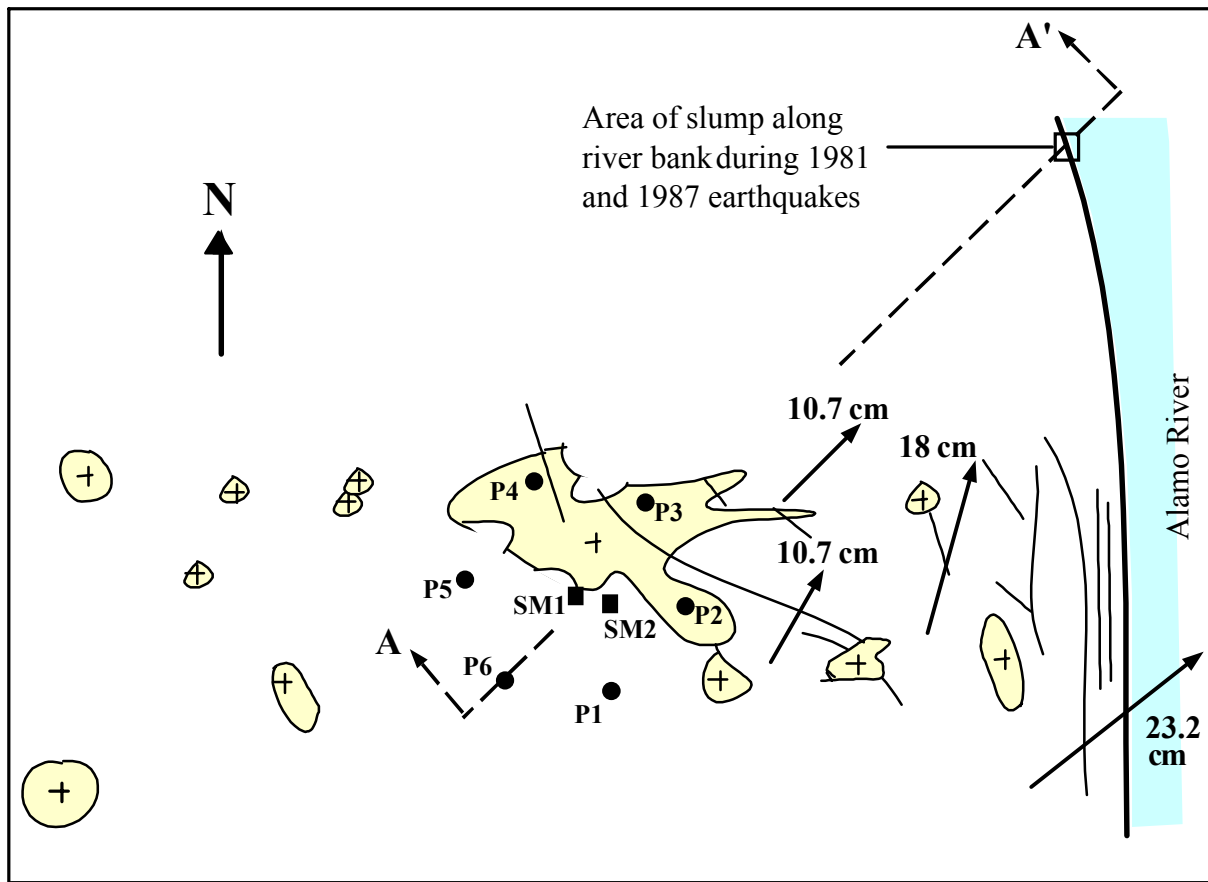 A'
Area of slump along
river bank during 1981
and 1987 earthquakes
N
Alamo River
10.7 cm
18 cm
P4
P3
10.7 cm
P5
SM1
SM2
P2
A
P6
P1
23.2
cm